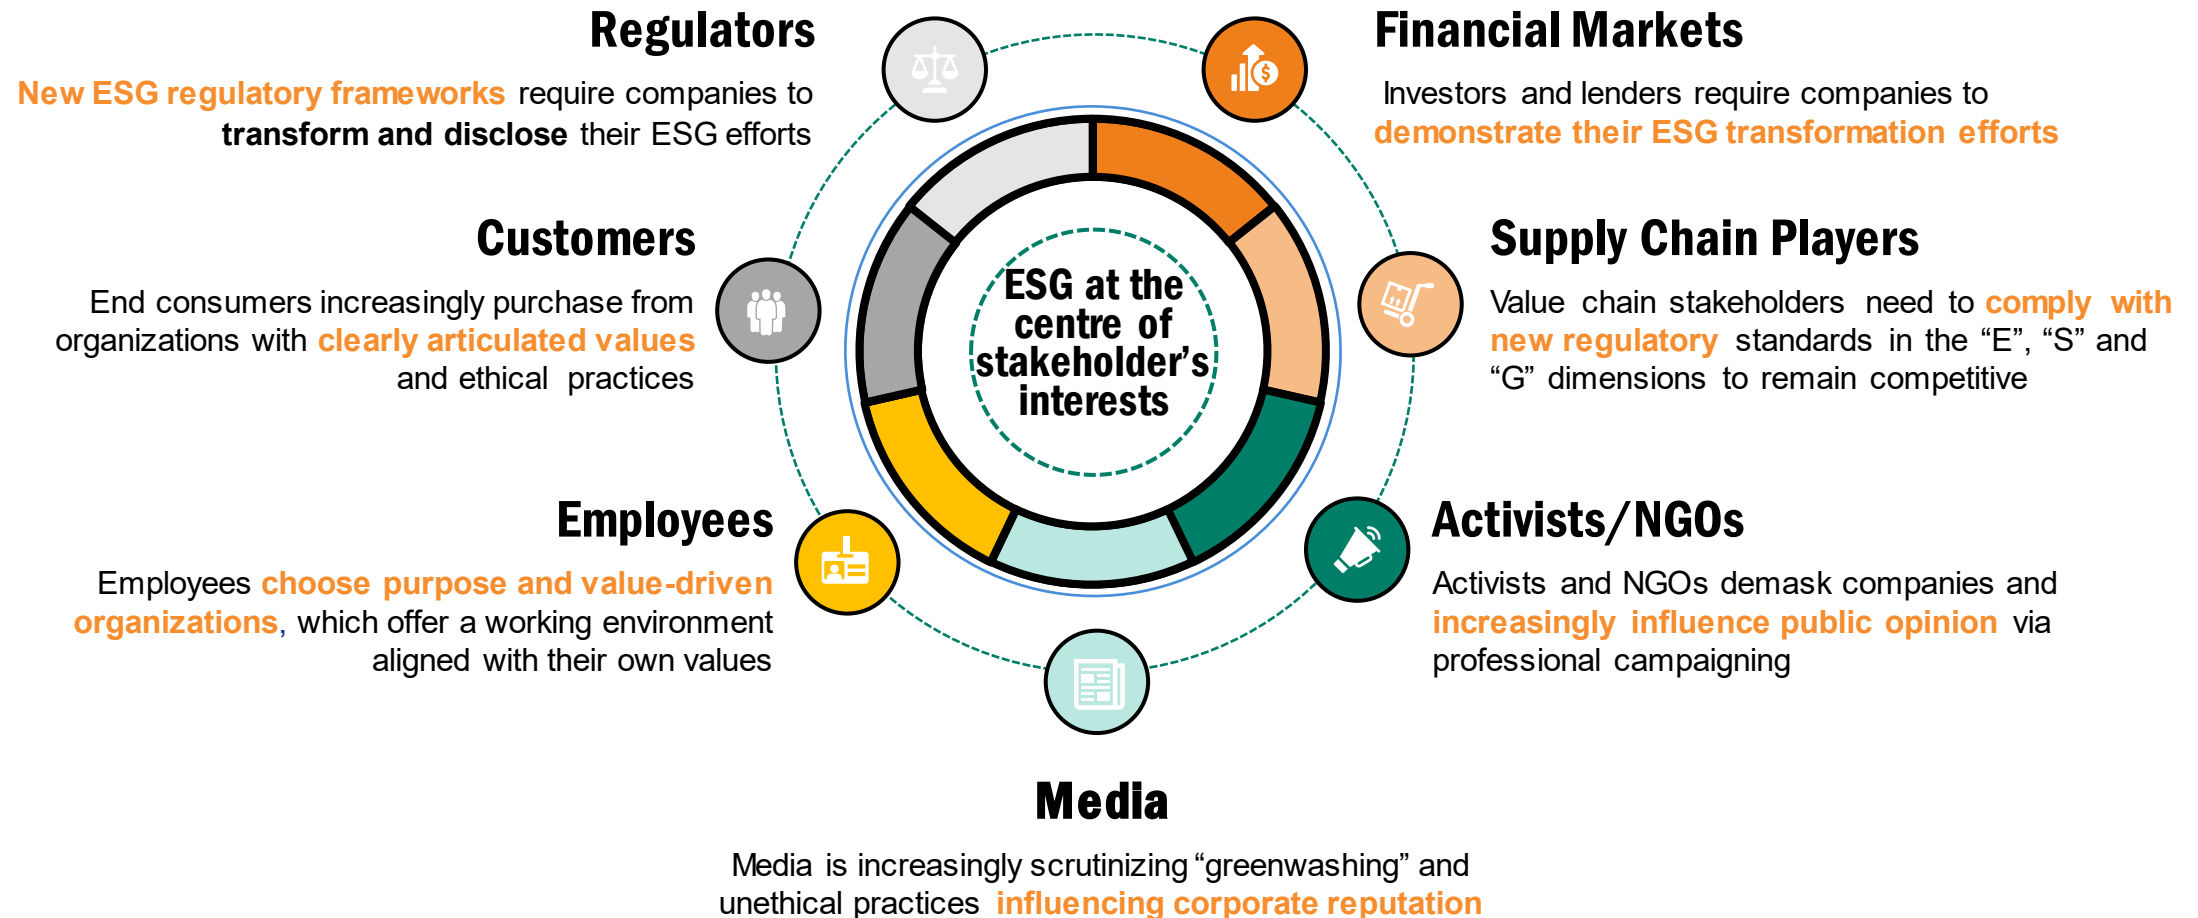 Regulators
New ESG regulatory frameworks require companies to
transform and disclose their ESG efforts
Financial Markets
Investors and lenders require companies to
demonstrate their ESG transformation efforts
Customers
End consumers increasingly purchase from
organizations with clearly articulated values
and ethical practices
ESG at the
centre of
stakeholder's
interests
Supply Chain Players
Value chain stakeholders need to comply with
new regulatory standards in the “E”, “S” and
“G” dimensions to remain competitive
Employees
Employees choose purpose and value-driven
organizations, which offer a working environment
aligned with their own values
Activists/NGOs
Activists and NGOs demask companies and
increasingly influence public opinion via
professional campaigning
Media
Media is increasingly scrutinizing “greenwashing” and
unethical practices influencing corporate reputation